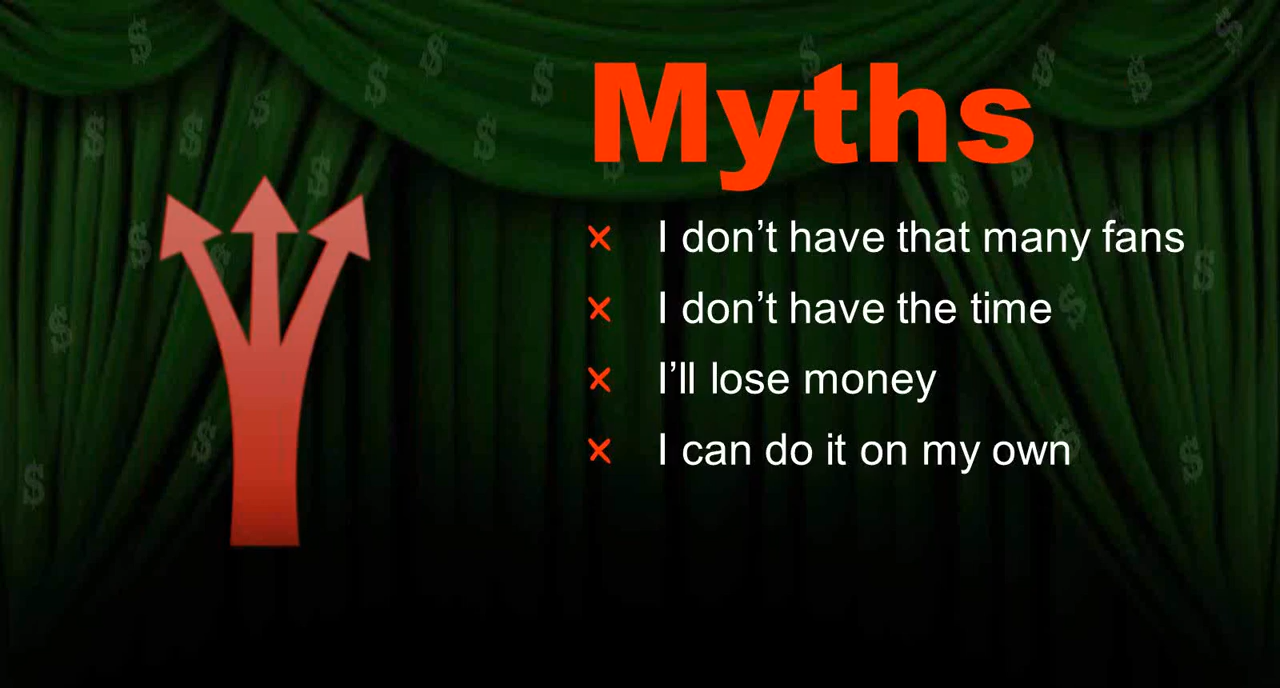 Myths
× I don’t have that many fans
× I don’t have the time
× I’ll lose money
× I can do it on my own